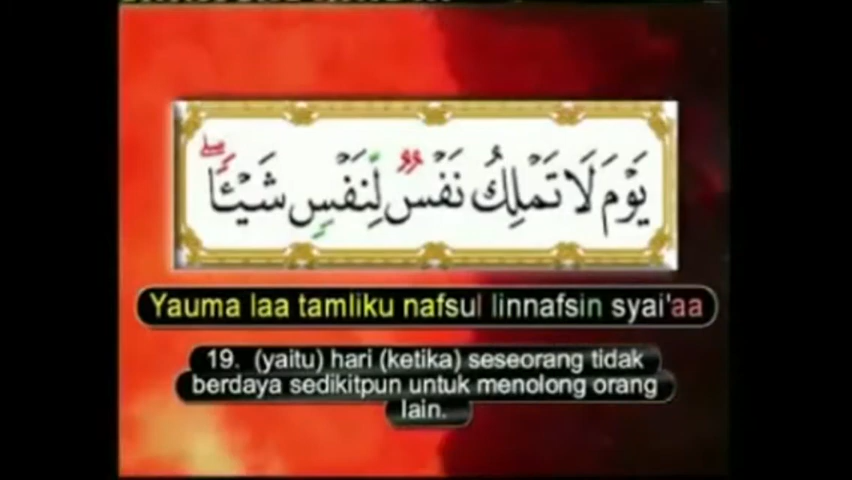 يَوْمَ لَا تَمْلِكُ نَفْسٌ لِّنَفْسٍ شَيْـًٔا ۖ
Yauma laa tamliku nafsul linnafsin syai'aa
19. (yaitu) hari (ketika) seseorang tidak
berdaya sedikitpun untuk menolong orang
lain.